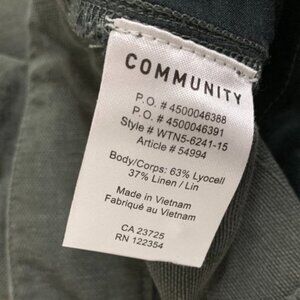 COMMUNITY
P.O. # 4500046388
P.O. # 4500046391
Style # WTN5-6241-15
Article # 54994
Body/Corps: 63% Lyocell
37% Linen / Lin
Made in Vietnam
Fabriqué au Vietnam
CA 23725
RN 122354